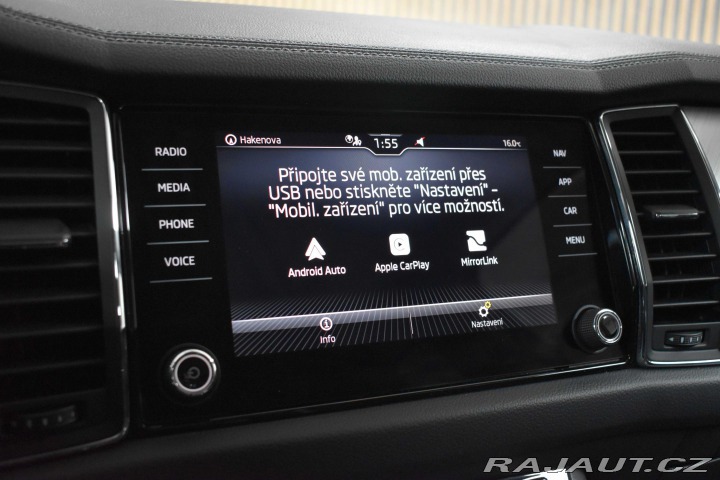 Hakenova 1:55 16.0°C
RADIO
MEDIA
PHONE
VOICE
Připojte své mob. zařízení přes
USB nebo stiskněte "Nastavení" –
"Mobil. zařízení" pro více možností.
Android Auto Apple CarPlay MirrorLink
Info Nastavení
NAV
APP
CAR
MENU
RAJAUT.CZ